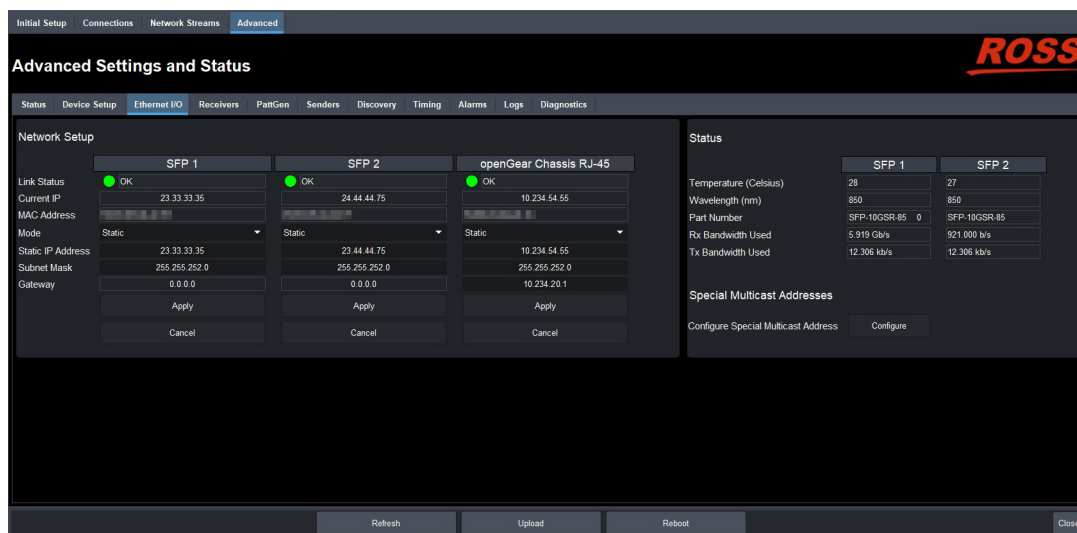 Initial Setup Connections Network Streams Advanced
ROSS
Advanced Settings and Status
Status Device Setup Ethernet I/O Receivers PattGen Senders Discovery Timing Alarms Logs Diagnostics
Network Setup
SFP 1 SFP 2 openGear Chassis RJ-45
Link Status OK OK OK
Current IP 23.33.33.35 24.44.44.75 10.234.54.55
MAC Address
Mode Static Static Static
Static IP Address 23.33.33.35 23.44.44.75 10.234.54.55
Subnet Mask 255.255.252.0 255.255.252.0 255.255.252.0
Gateway 0.0.0.0 0.0.0.0 10.234.20.1
Apply Apply Apply
Cancel Cancel Cancel
Status
SFP 1 SFP 2
Temperature (Celsius) 28 27
Wavelength (nm) 850 850
Part Number SFP-10GSR-85 0 SFP-10GSR-85
Rx Bandwidth Used 5.919 Gb/s 921.000 b/s
Tx Bandwidth Used 12.306 kb/s 12.306 kb/s
Special Multicast Addresses
Configure Special Multicast Address Configure
Refresh Upload Reboot Close